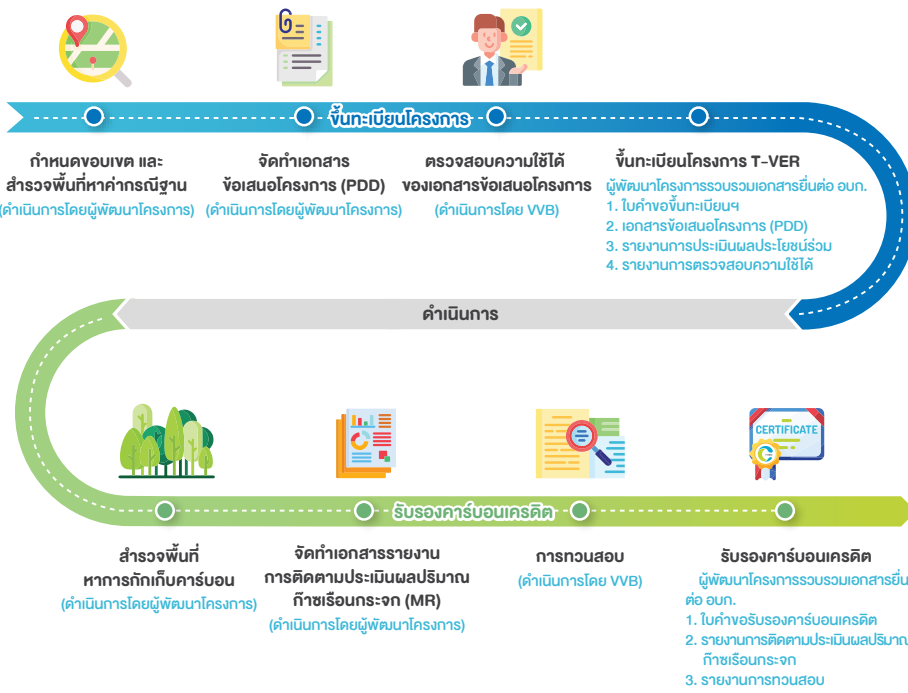 ขึ้นทะเบียนโครงการ
กำหนดขอบเขต และ
สำรวจพื้นที่หาค่ากรณีฐาน
(ดำเนินการโดยผู้พัฒนาโครงการ)
จัดทำเอกสาร
ข้อเสนอโครงการ (PDD)
(ดำเนินการโดยผู้พัฒนาโครงการ)
ตรวจสอบความใช้ได้
ของเอกสารข้อเสนอโครงการ
(ดำเนินการโดย VVB)
ขึ้นทะเบียนโครงการ T-VER
ผู้พัฒนาโครงการรวบรวมเอกสารยื่นต่อ อบก.
1. ใบคำขอขึ้นทะเบียนฯ
2. เอกสารข้อเสนอโครงการ (PDD)
3. รายงานการประเมินผลประโยชน์ร่วม
4. รายงานการตรวจสอบความใช้ได้
ดำเนินการ
CERTIFICATE
รับรองคาร์บอนเครดิต
สำรวจพื้นที่
หาการกักเก็บคาร์บอน
(ดำเนินการโดยผู้พัฒนาโครงการ)
จัดทำเอกสารรายงาน
การติดตามประเมินผลปริมาณ
ก๊าซเรือนกระจก (MR)
(ดำเนินการโดยผู้พัฒนาโครงการ)
การทวนสอบ
(ดำเนินการโดย VVB)
รับรองคาร์บอนเครดิต
ผู้พัฒนาโครงการรวบรวมเอกสารยื่น
ต่อ อบก.
1. ใบคำขอรับรองคาร์บอนเครดิต
2. รายงานการติดตามประเมินผลปริมาณ
ก๊าซเรือนกระจก
3. รายงานการทวนสอบ